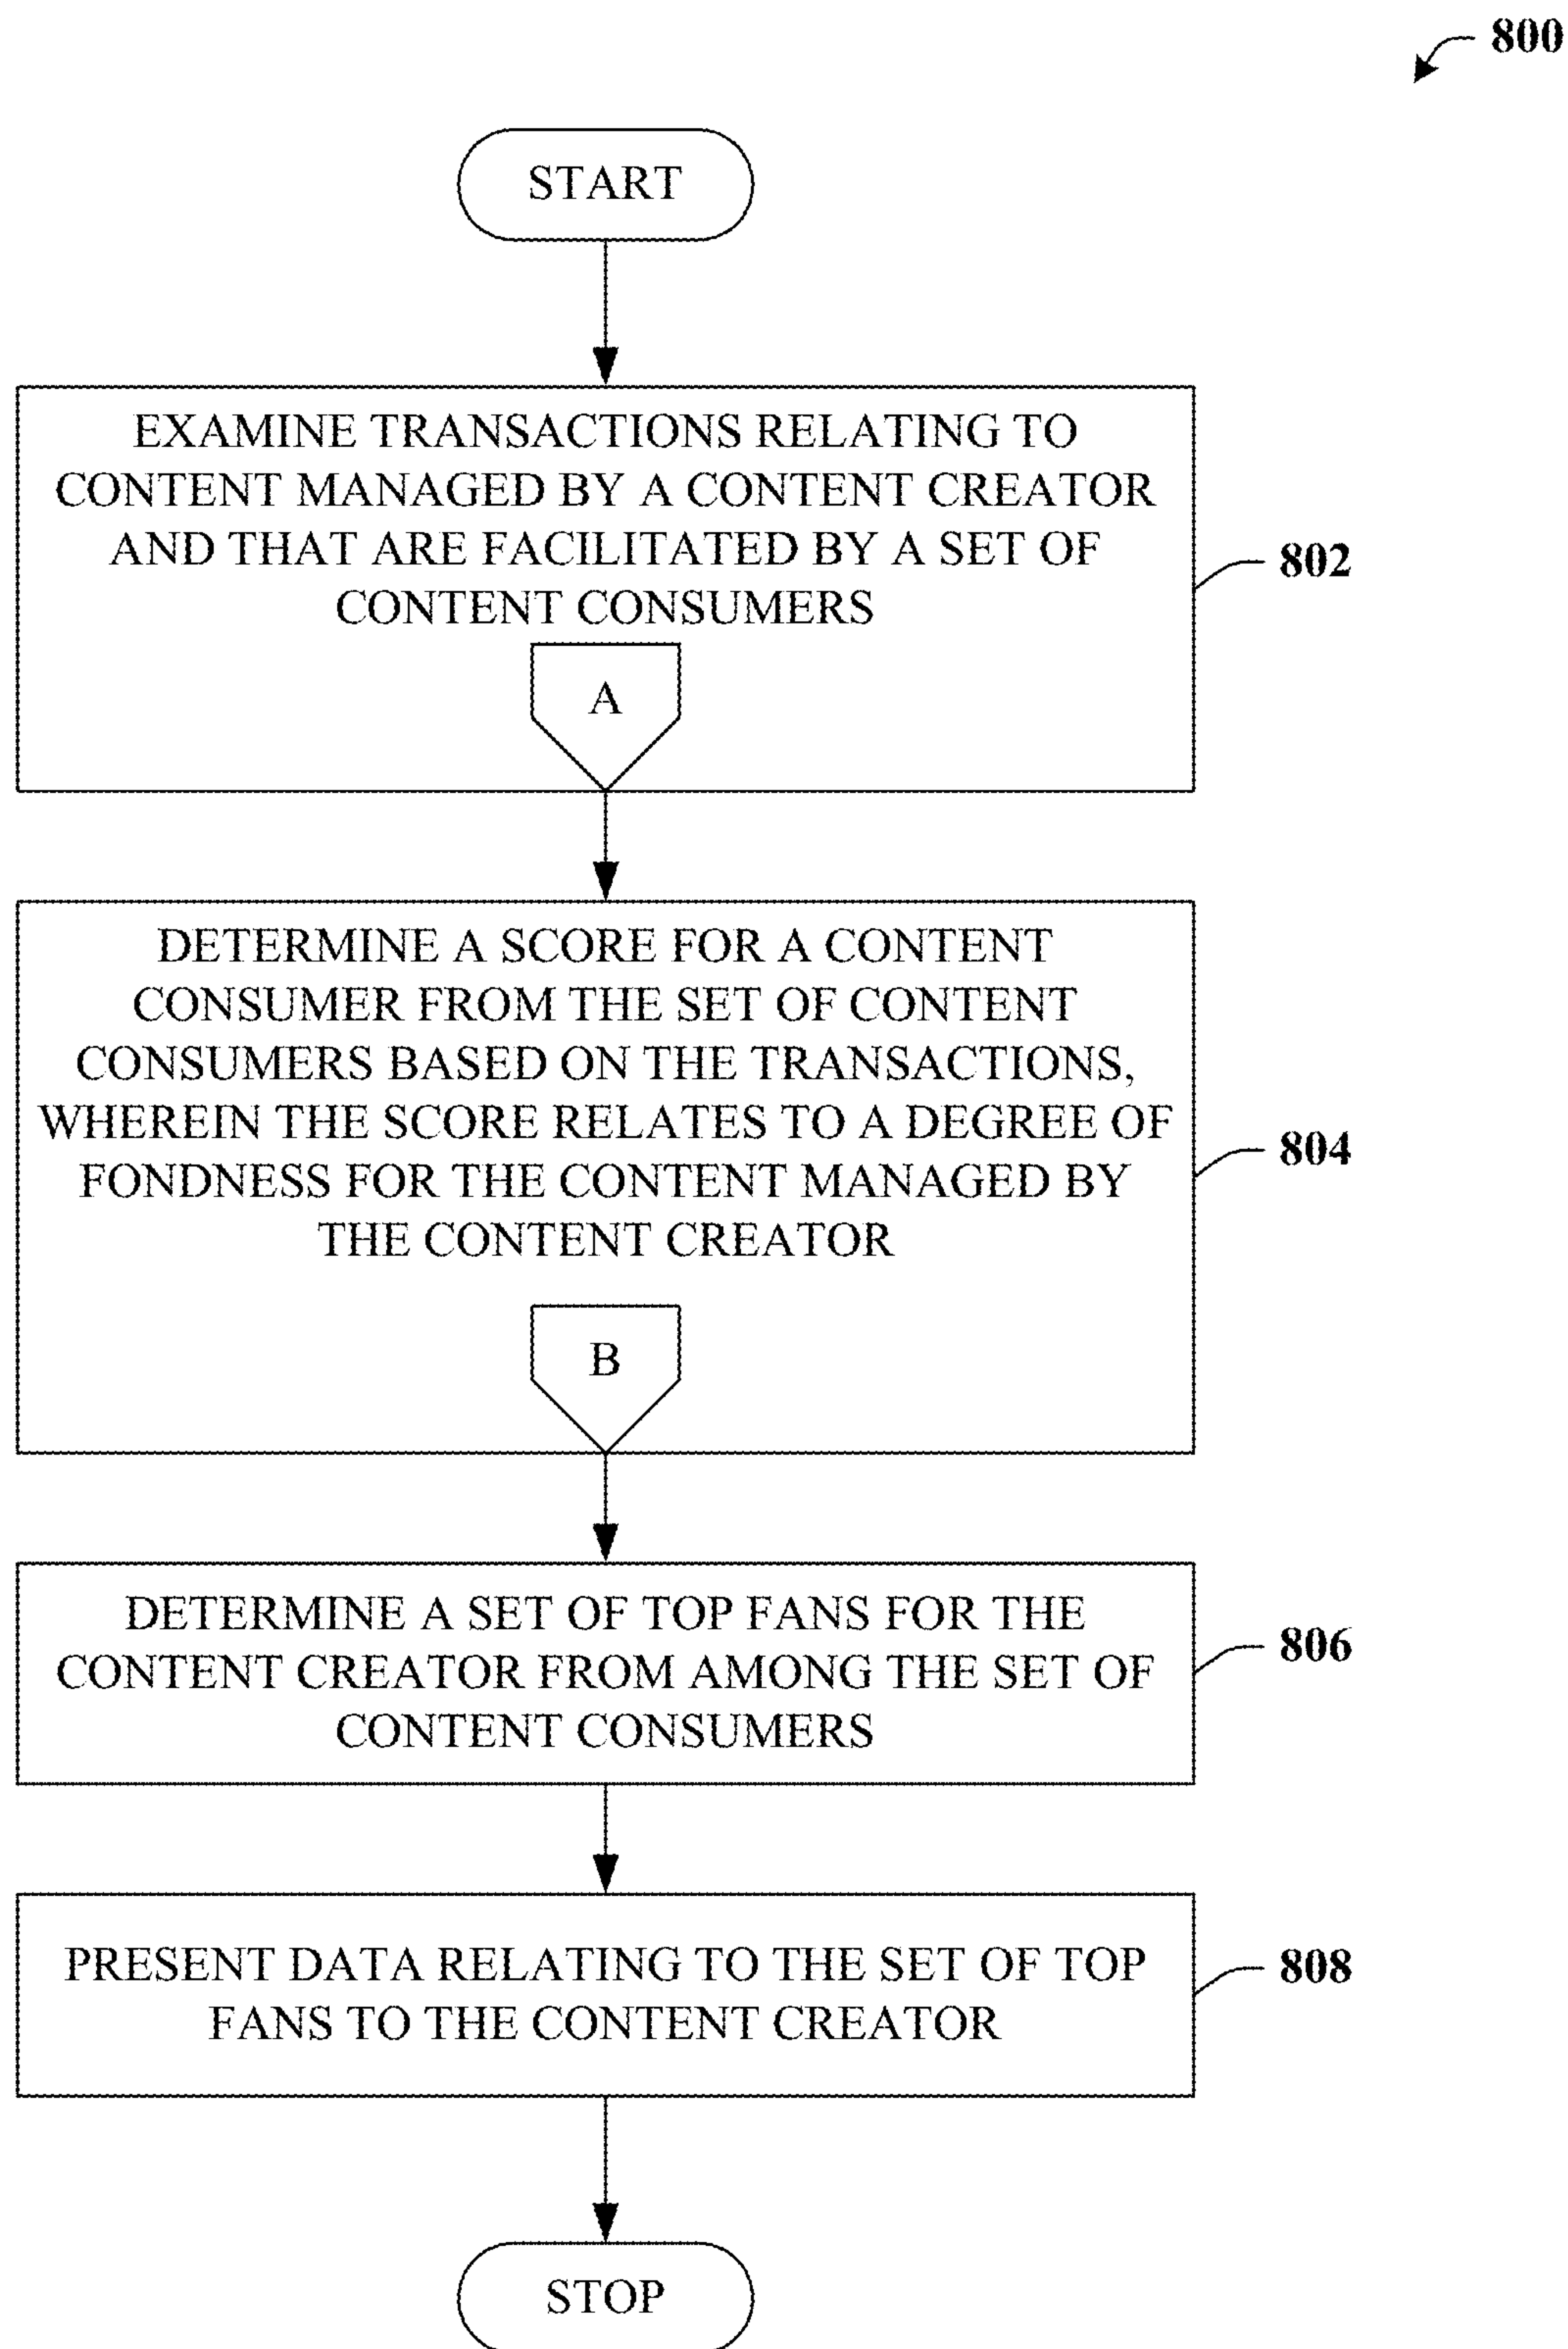 800
START
EXAMINE TRANSACTIONS RELATING TO
CONTENT MANAGED BY A CONTENT CREATOR
AND THAT ARE FACILITATED BY A SET OF
CONTENT CONSUMERS
802
A
DETERMINE A SCORE FOR A CONTENT
CONSUMER FROM THE SET OF CONTENT
CONSUMERS BASED ON THE TRANSACTIONS,
WHEREIN THE SCORE RELATES TO A DEGREE OF
FONDNESS FOR THE CONTENT MANAGED BY
THE CONTENT CREATOR
804
B
DETERMINE A SET OF TOP FANS FOR THE
CONTENT CREATOR FROM AMONG THE SET OF
CONTENT CONSUMERS
806
PRESENT DATA RELATING TO THE SET OF TOP
FANS TO THE CONTENT CREATOR
808
STOP